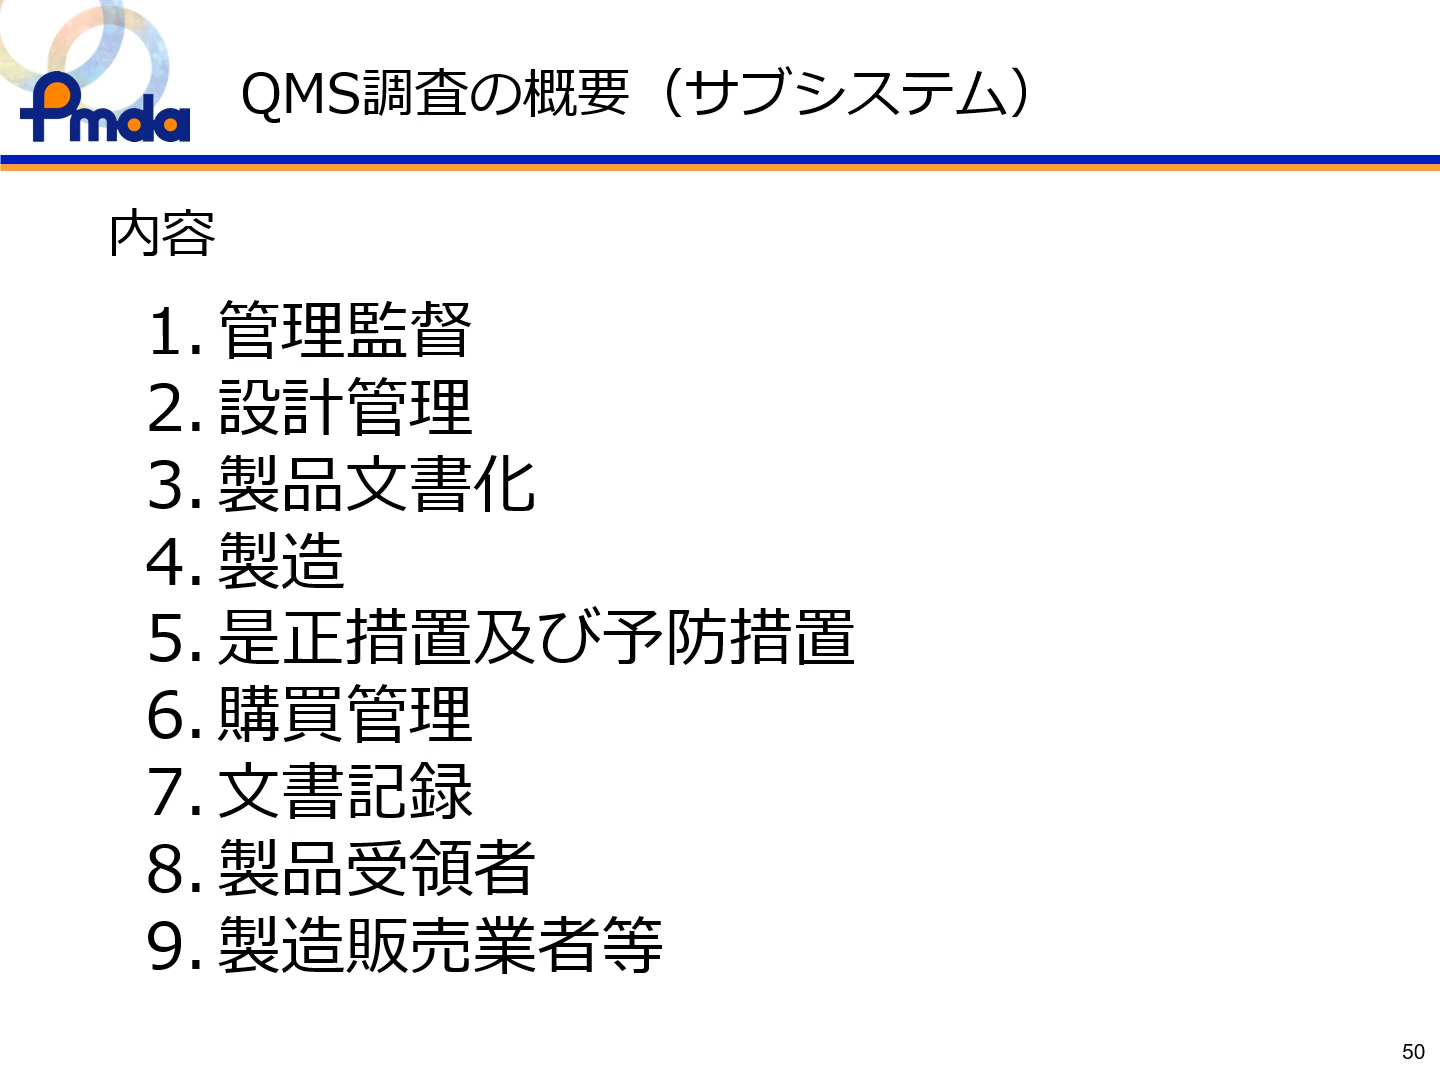 pmda
QMS調査の概要（サブシステム）
内容
1. 管理監督
2. 設計管理
3. 製品文書化
4. 製造
5. 是正措置及び予防措置
6. 購買管理
7. 文書記録
8. 製品受領者
9. 製造販売業者等
50